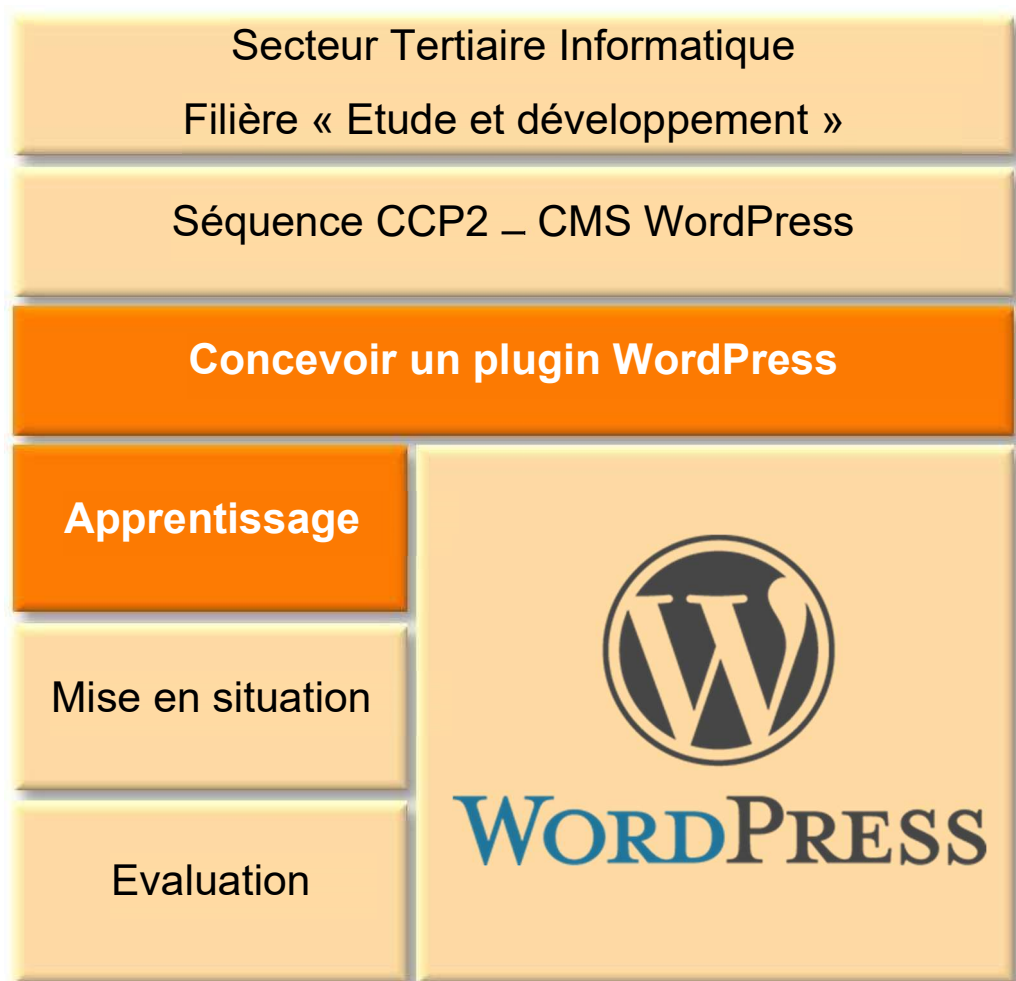 Secteur Tertiaire Informatique
Filière « Etude et développement »
Séquence CCP2 _ CMS WordPress
Concevoir un plugin WordPress
Apprentissage
Mise en situation
Evaluation
W
WORDPRESS